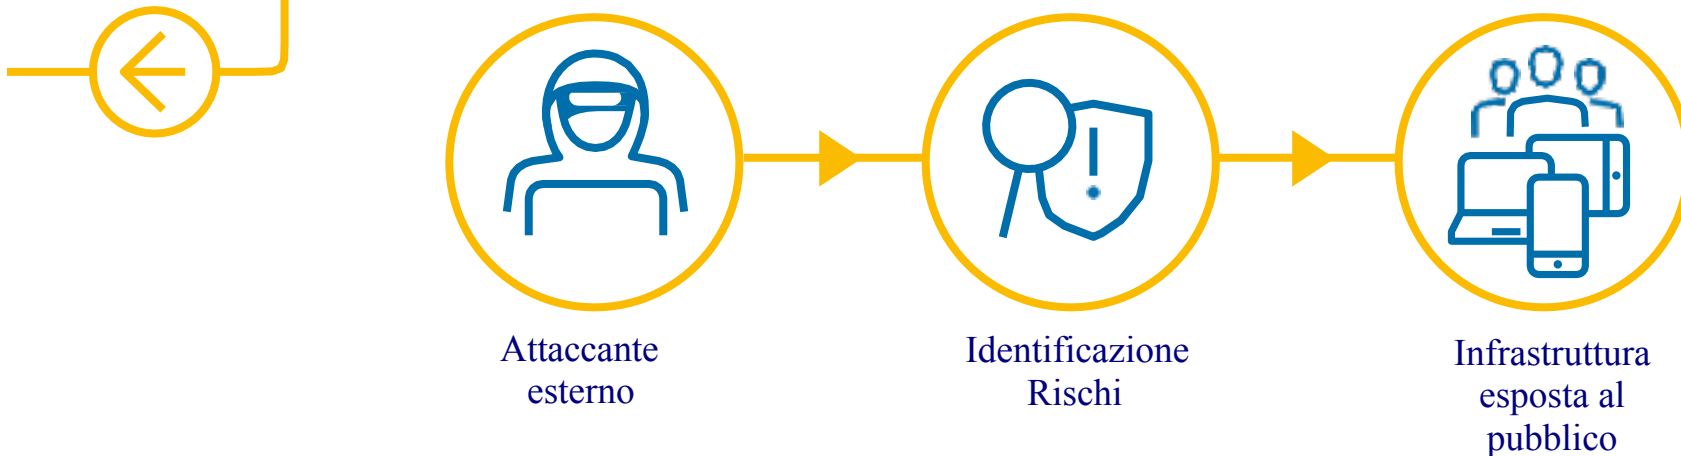 Attaccante
esterno
Identificazione
Rischi
Infrastruttura
esposta al
pubblico